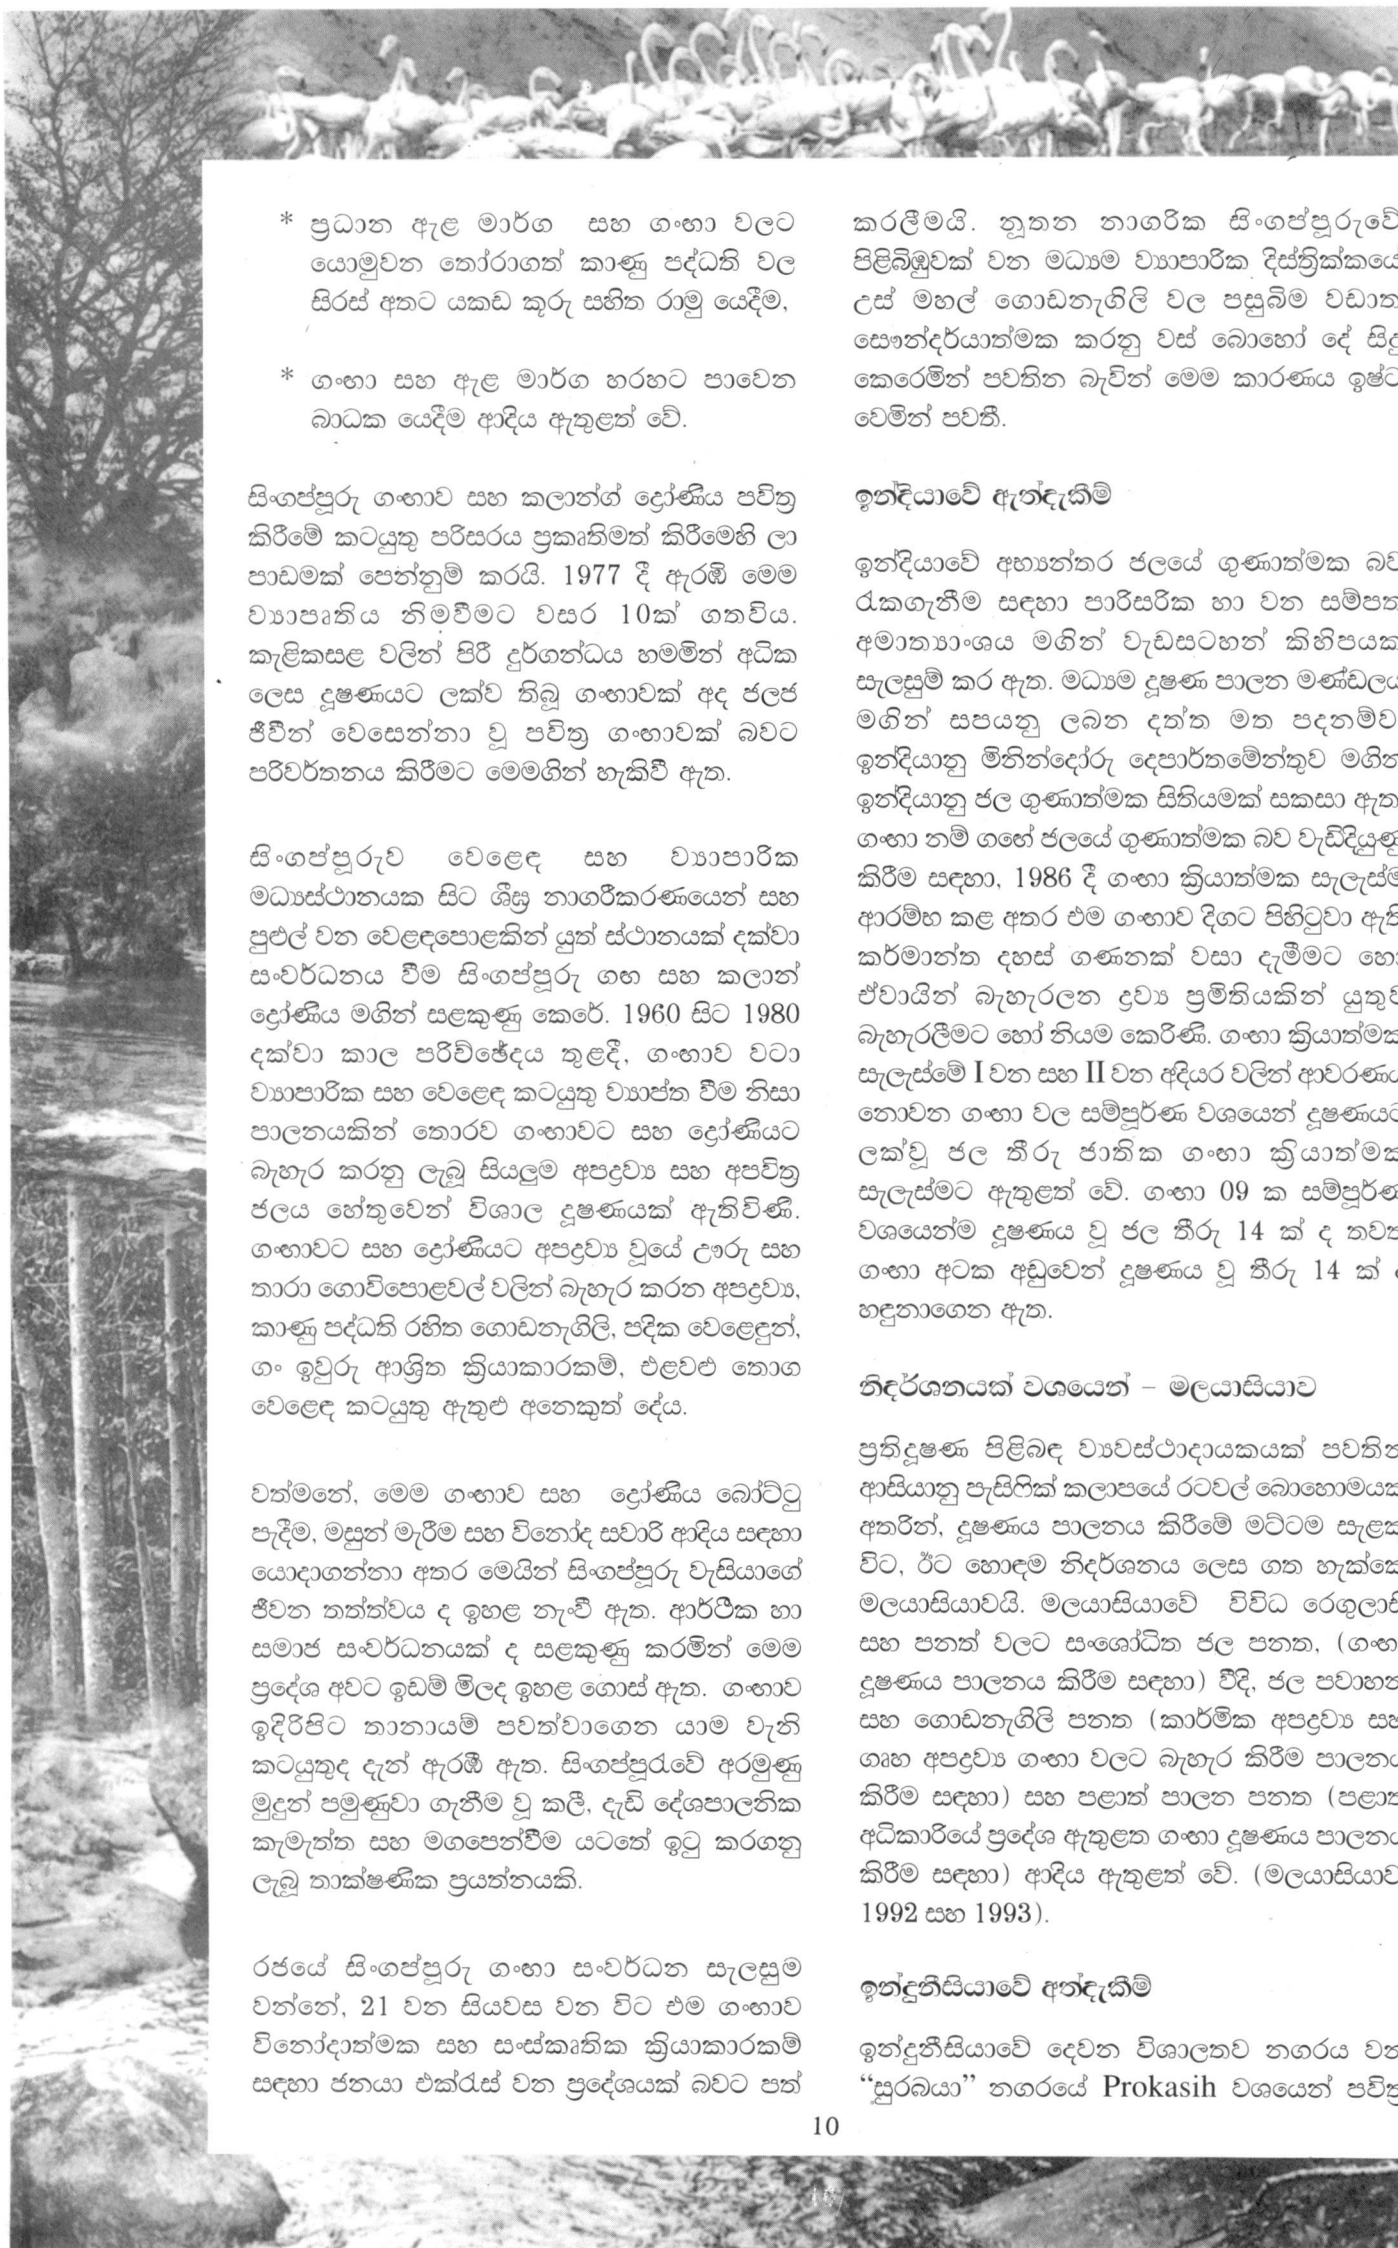 * ප්‍රධාන ඇළ මාර්ග සහ ගංඟා වලට
යොමුවන තෝරාගත් කාණු පද්ධති වල
සිරස් අතට යකඩ කූරු සහිත රාමු යෙදීම,
* ගංඟා සහ ඇළ මාර්ග හරහට පාවෙන
බාධක යෙදීම ආදිය ඇතුළත් වේ.
සිංගප්පූරු ගංඟාව සහ කලාන්ග් ද්‍රෝණිය පවිත්‍ර
කිරීමේ කටයුතු පරිසරය ප්‍රකෘතිමත් කිරීමෙහි ලා
පාඩමක් පෙන්නුම් කරයි. 1977 දී ඇරඹි මෙම
ව්‍යාපෘතිය නිමවීමට වසර 10ක් ගතවිය.
කැළිකසළ වලින් පිරී දුර්ගන්ධය හමමින් අධික
ලෙස දූෂණයට ලක්ව තිබූ ගංඟාවක් අද ජලජ
ජීවීන් වෙසෙන්නා වූ පවිත්‍ර ගංඟාවක් බවට
පරිවර්තනය කිරීමට මෙමගින් හැකිවී ඇත.
සිංගප්පූරුව වෙළෙඳ සහ ව්‍යාපාරික
මධ්‍යස්ථානයක සිට ශීඝ්‍ර නාගරීකරණයෙන් සහ
පුළුල් වන වෙළඳපොළකින් යුත් ස්ථානයක් දක්වා
සංවර්ධනය වීම සිංගප්පූරු ගඟ සහ කලාන්
ද්‍රෝණිය මගින් සළකුණු කෙරේ. 1960 සිට 1980
දක්වා කාල පරිච්ඡේදය තුළදී, ගංඟාව වටා
ව්‍යාපාරික සහ වෙළෙඳ කටයුතු ව්‍යාප්ත වීම නිසා
පාලනයකින් තොරව ගංඟාවට සහ ද්‍රෝණියට
බැහැර කරනු ලැබූ සියලුම අපද්‍රව්‍ය සහ අපවිත්‍ර
ජලය හේතුවෙන් විශාල දූෂණයක් ඇතිවිණි.
ගංඟාවට සහ ද්‍රෝණියට අපද්‍රව්‍ය වූයේ ඌරු සහ
තාරා ගොවිපොළවල් වලින් බැහැර කරන අපද්‍රව්‍ය,
කාණු පද්ධති රහිත ගොඩනැගිලි, පදික වෙළෙඳුන්,
ගං ඉවුරු ආශ්‍රිත ක්‍රියාකාරකම්, එළවළු තොග
වෙළෙඳ කටයුතු ඇතුළු අනෙකුත් දේය.
වත්මනේ, මෙම ගංඟාව සහ ද්‍රෝණිය බෝට්ටු
පැදීම, මසුන් මැරීම සහ විනෝද සවාරි ආදිය සඳහා
යොදාගන්නා අතර මෙයින් සිංගප්පූරු වැසියාගේ
ජීවන තත්ත්වය ද ඉහළ නැංවී ඇත. ආර්ථීක හා
සමාජ සංවර්ධනයක් ද සළකුණු කරමින් මෙම
ප්‍රදේශ අවට ඉඩම් මිලද ඉහළ ගොස් ඇත. ගංඟාව
ඉදිරිපිට තානායම් පවත්වාගෙන යාම වැනි
කටයුතුද දැන් ඇරඹී ඇත. සිංගප්පූරුවේ අරමුණු
මුදුන් පමුණුවා ගැනීම වූ කලී, දැඩි දේශපාලනික
කැමැත්ත සහ මගපෙන්වීම යටතේ ඉටු කරගනු
ලැබූ තාක්ෂණික ප්‍රයත්නයකි.
රජයේ සිංගප්පූරු ගංඟා සංවර්ධන සැලසුම
වන්නේ, 21 වන සියවස වන විට එම ගංඟාව
විනෝදාත්මක සහ සංස්කෘතික ක්‍රියාකාරකම්
සඳහා ජනයා එක්රැස් වන ප්‍රදේශයක් බවට පත්
කරලීමයි. නූතන නාගරික සිංගප්පූරුවේ
පිළිබිඹුවක් වන මධ්‍යම ව්‍යාපාරික දිස්ත්‍රික්කයේ
උස් මහල් ගොඩනැගිලි වල පසුබිම වඩාත්
සෞන්දර්යාත්මක කරනු වස් බොහෝ දේ සිදු
කෙරෙමින් පවතින බැවින් මෙම කාරණය ඉෂ්ට
වෙමින් පවතී.
ඉන්දියාවේ ඇත්දැකීම්
ඉන්දියාවේ අභ්‍යන්තර ජලයේ ගුණාත්මක බව
රැකගැනීම සඳහා පාරිසරික හා වන සම්පත්
අමාත්‍යාංශය මගින් වැඩසටහන් කිහිපයක්
සැලසුම් කර ඇත. මධ්‍යම දූෂණ පාලන මණ්ඩලය
මගින් සපයනු ලබන දත්ත මත පදනම්ව
ඉන්දියානු මිනින්දෝරු දෙපාර්තමේන්තුව මගින්
ඉන්දියානු ජල ගුණාත්මක සිතියමක් සකසා ඇත
ගංඟා නම් ගඟේ ජලයේ ගුණාත්මක බව වැඩිදියුණු
කිරීම සඳහා, 1986 දී ගංඟා ක්‍රියාත්මක සැලැස්ම
ආරම්භ කළ අතර එම ගංඟාව දිගට පිහිටුවා ඇති
කර්මාන්ත දහස් ගණනක් වසා දැමීමට හෝ
ඒවායින් බැහැරලන ද්‍රව්‍ය ප්‍රමිතියකින් යුතුව
බැහැරලීමට හෝ නියම කෙරිණි. ගංඟා ක්‍රියාත්මක
සැලැස්මේ I වන සහ II වන අදියර වලින් ආවරණය
නොවන ගංඟා වල සම්පූර්ණ වශයෙන් දූෂණයට
ලක්වූ ජල තීරු ජාතික ගංඟා ක්‍රියාත්මක
සැලැස්මට ඇතුළත් වේ. ගංඟා 09 ක සම්පූර්ණ
වශයෙන්ම දූෂණය වූ ජල තීරු 14 ක් ද තවත්
ගංඟා අටක අඩුවෙන් දූෂණය වූ තීරු 14 ක්
හඳුනාගෙන ඇත.
නිදර්ශනයක් වශයෙන් – මලයාසියාව
ප්‍රතිදූෂණ පිළිබඳ ව්‍යවස්ථාදායකයක් පවතින
ආසියානු පැසිෆික් කලාපයේ රටවල් බොහොමයක්
අතරින්, දූෂණය පාලනය කිරීමේ මට්ටම සැළකූ
විට, ඊට හොඳම නිදර්ශනය ලෙස ගත හැක්කේ
මලයාසියාවයි. මලයාසියාවේ විවිධ රෙගුලාසි
සහ පනත් වලට සංශෝධිත ජල පනත, (ගංඟා
දූෂණය පාලනය කිරීම සඳහා) වීදි, ජල පවාහන
සහ ගොඩනැගිලි පනත (කාර්මික අපද්‍රව්‍ය සහ
ගෘහ අපද්‍රව්‍ය ගංඟා වලට බැහැර කිරීම පාලනය
කිරීම සඳහා) සහ පළාත් පාලන පනත (පළාත්
අධිකාරියේ ප්‍රදේශ ඇතුළත ගංඟා දූෂණය පාලනය
කිරීම සඳහා) ආදිය ඇතුළත් වේ. (මලයාසියාව
1992 සහ 1993).
ඉන්දුනීසියාවේ අත්දැකීම්
ඉන්දුනීසියාවේ දෙවන විශාලතව නගරය වන
“සුරබයා” නගරයේ Prokasih වශයෙන් පවිත්‍ර
10